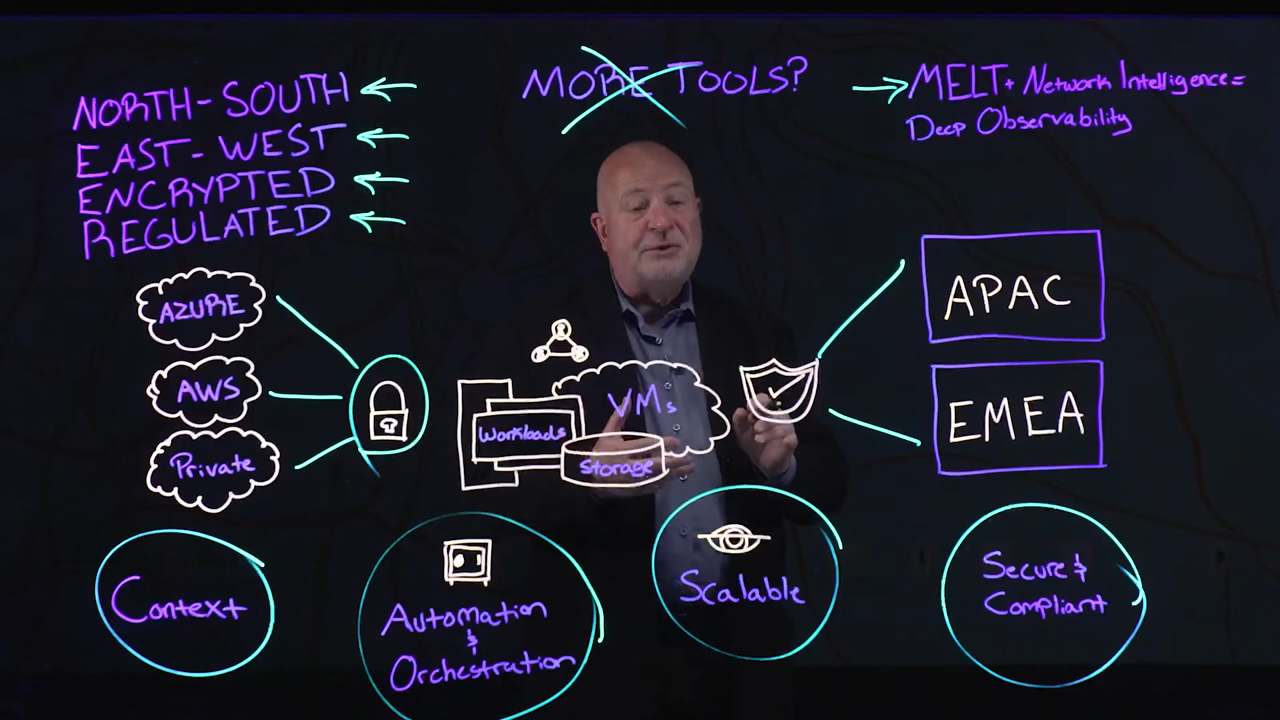 NORTH-SOUTH
EAST-WEST
ENCRYPTED
REGULATED
MORE TOOLS?
MELT+ Network Intelligence=
Deep Observability
AZURE
AWS
Private
VMs
Workloads
Storage
APAC
EMEA
Context
Automation
&
Orchestration
Scalable
Secure &
Compliant